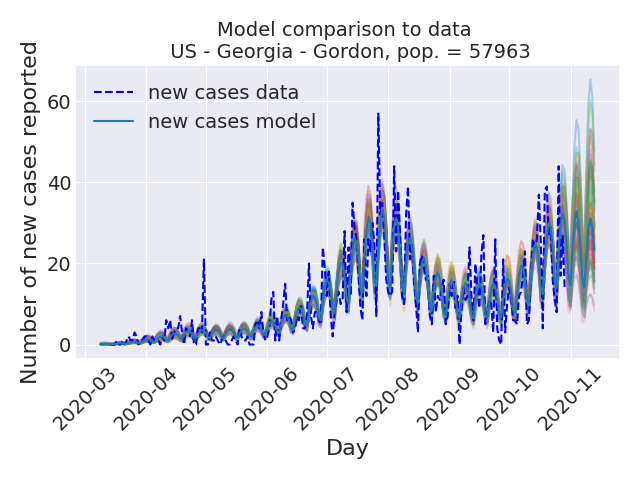 Model comparison to data
US - Georgia - Gordon, pop. = 57963
Number of new cases reported
60
40
20
0
new cases data
new cases model
2020-03
2020-04
2020-05
2020-06
2020-07
2020-08
2020-09
2020-10
2020-11
Day